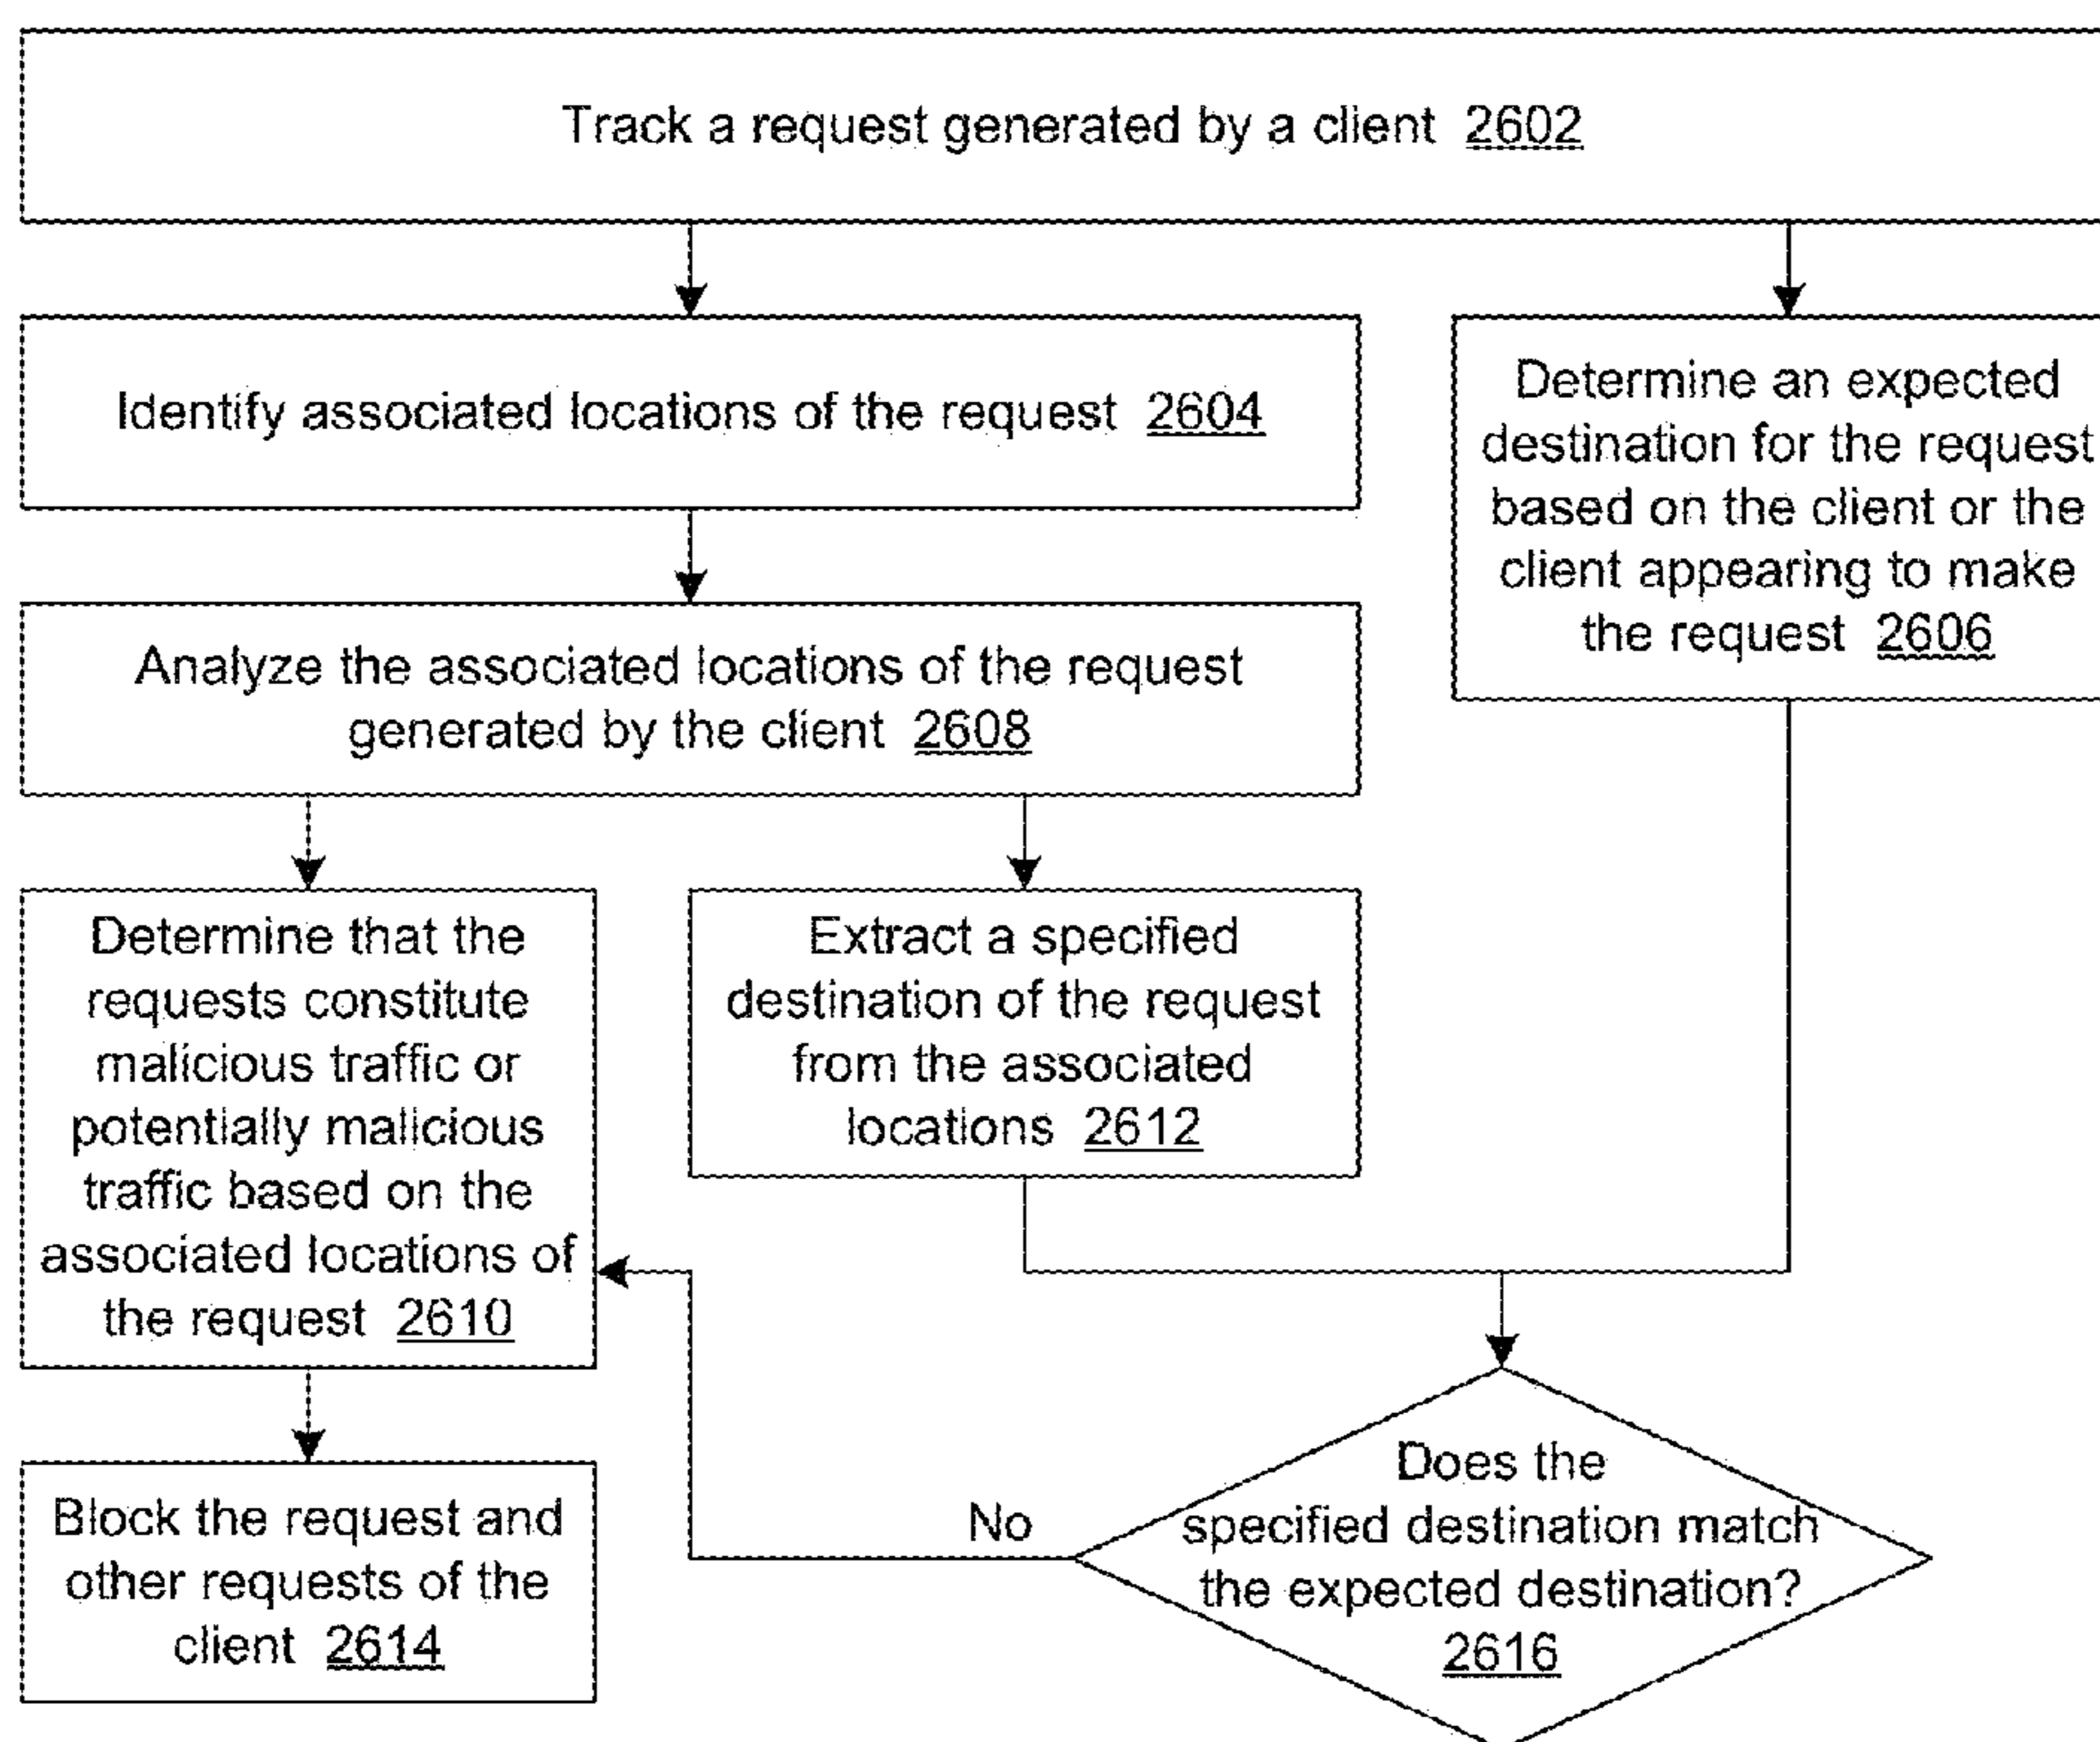 Track a request generated by a client 2602
Identify associated locations of the request 2604
Determine an expected
destination for the request
based on the client or the
client appearing to make
the request 2606
Analyze the associated locations of the request
generated by the client 2608
Determine that the
requests constitute
malicious traffic or
potentially malicious
traffic based on the
associated locations of
the request 2610
Extract a specified
destination of the request
from the associated
locations 2612
Block the request and
other requests of the
client 2614
No
Does the
specified destination match
the expected destination?
2616